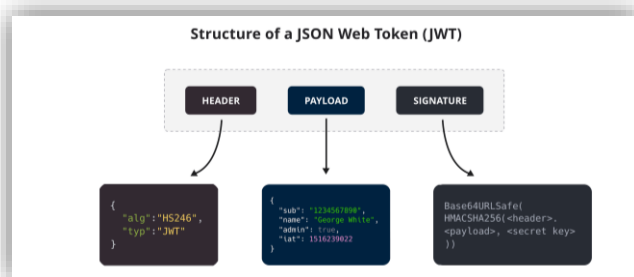 Structure of a JSON Web Token (JWT)
HEADER
PAYLOAD
SIGNATURE
{
"alg":"HS246",
"typ":"JWT"
}
{
"sub": "1234567890",
"name": "George White",
"admin": true,
"iat": 1516239022
}
Base64URLSafe(
HMACSHA256(<header>.
<payload>, <secret key>
))